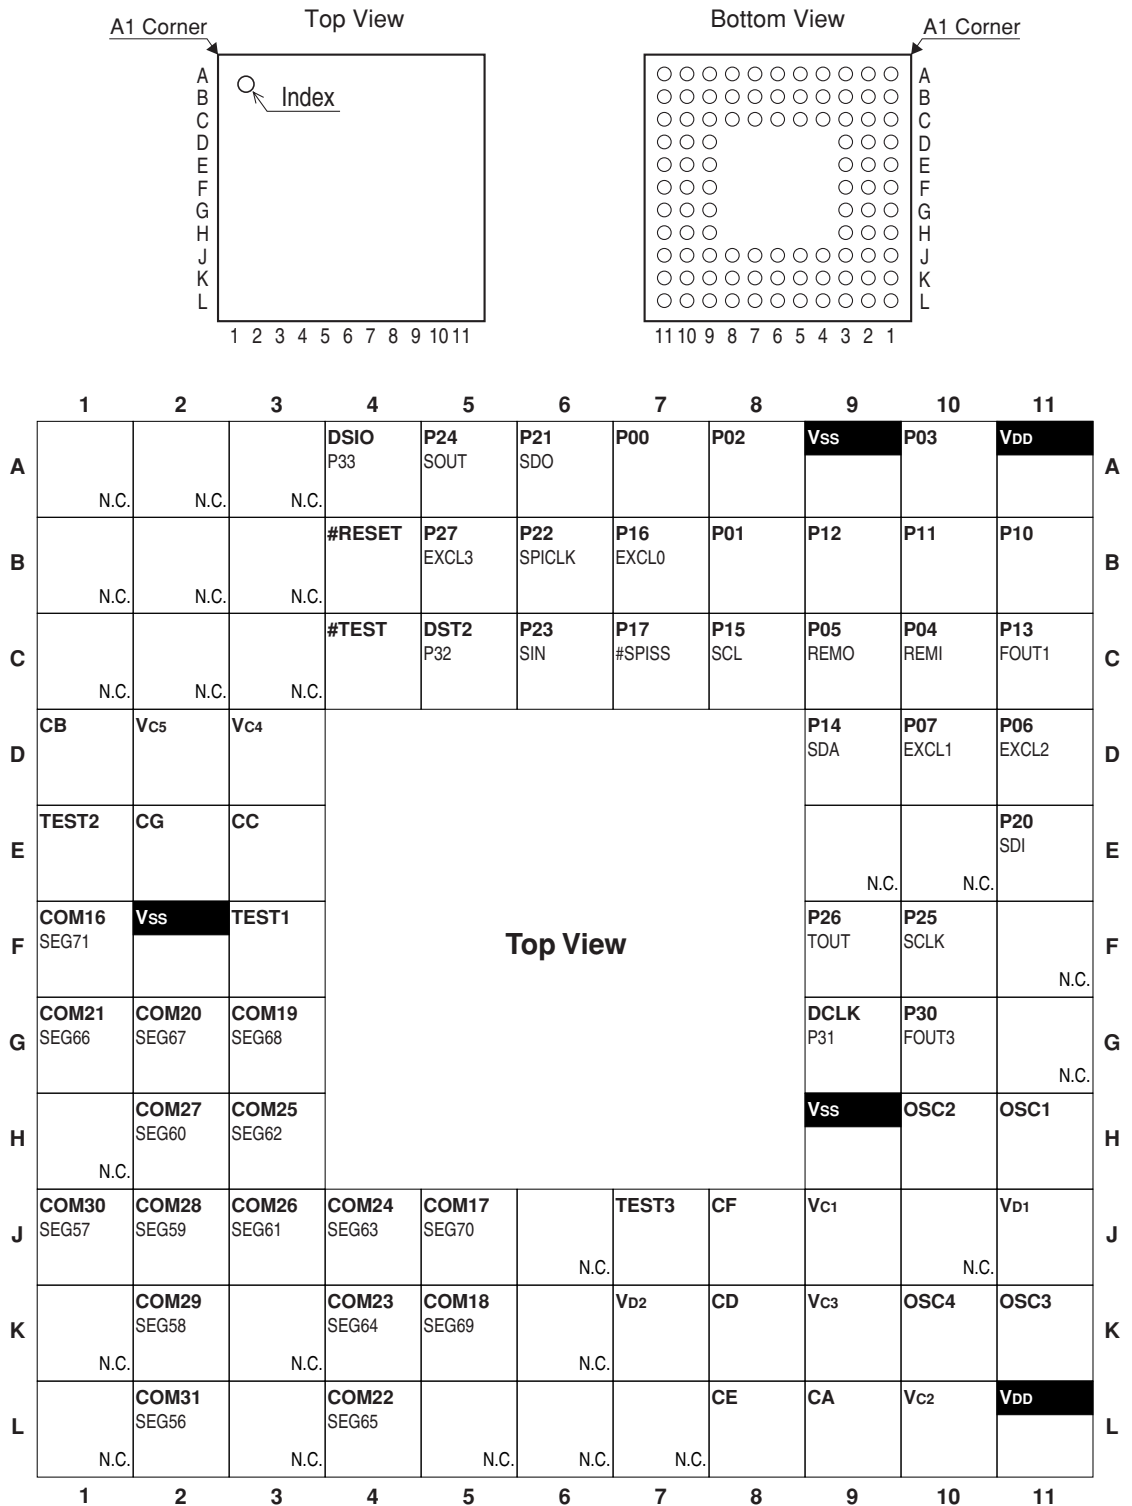 Top View
Bottom View
A1 Corner
A1 Corner
Index
A A A
B B B
C C C
D D D
E E E
F F F
G G G
H H H
J J J
K K K
L L L
1 2 3 4 5 6 7 8 9 10 11
11 10 9 8 7 6 5 4 3 2 1
1 2 3 4 5 6 7 8 9 10 11
DSIO P24 P21 P00 P02 VSS P03 VDD
A P33 SOUT SDO A
N.C. N.C. N.C.
#RESET P27 P22 P16 P01 P12 P11 P10
B EXCL3 SPICLK EXCL0 B
N.C. N.C. N.C.
#TEST DST2 P23 P17 P15 P05 P04 P13
C P32 SIN #SPISS SCL REMO REMI FOUT1 C
N.C. N.C. N.C.
CB VC5 VC4 P14 P07 P06
D SDA EXCL1 EXCL2 D
TEST2 CG CC P20
E SDI E
N.C. N.C.
COM16 VSS TEST1 P26 P25
F SEG71 Top View TOUT SCLK F
N.C.
COM21 COM20 COM19 DCLK P30
G SEG66 SEG67 SEG68 P31 FOUT3 G
N.C.
COM27 COM25 VSS OSC2 OSC1
H SEG60 SEG62 H
N.C.
COM30 COM28 COM26 COM24 COM17 TEST3 CF VC1 VD1
J SEG57 SEG59 SEG61 SEG63 SEG70 J
N.C. N.C.
COM29 COM23 COM18 VD2 CD VC3 OSC4 OSC3
K SEG58 SEG64 SEG69 K
N.C. N.C. N.C.
COM31 COM22 CE CA VC2 VDD
L SEG56 SEG65 L
N.C. N.C. N.C. N.C. N.C.
1 2 3 4 5 6 7 8 9 10 11